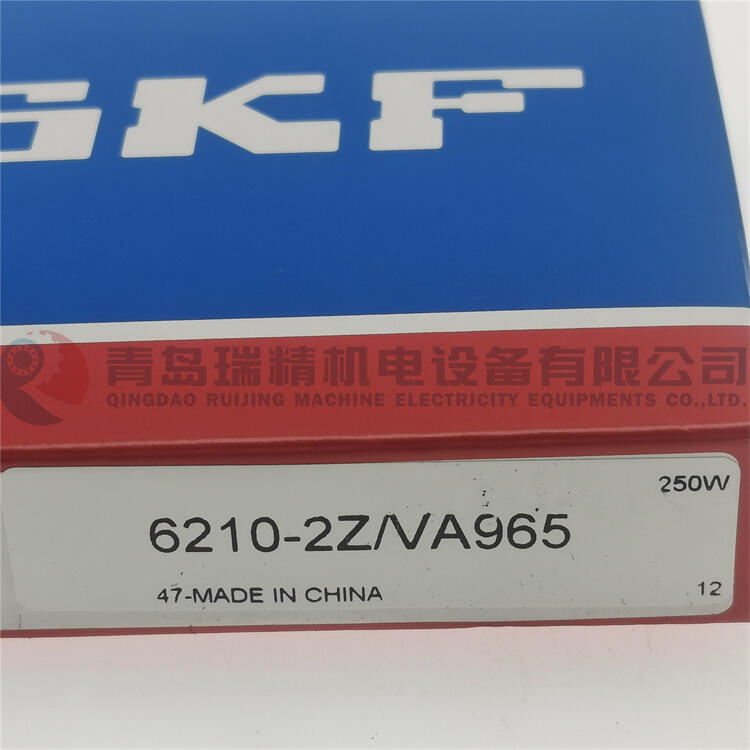 SKF
青岛瑞精机电设备有限公司
QINGDAO RUIJING MACHINE ELECTRICITY EQUIPMENTS CO.,LTD.
250W
6210-2Z/VA965
47-MADE IN CHINA
12